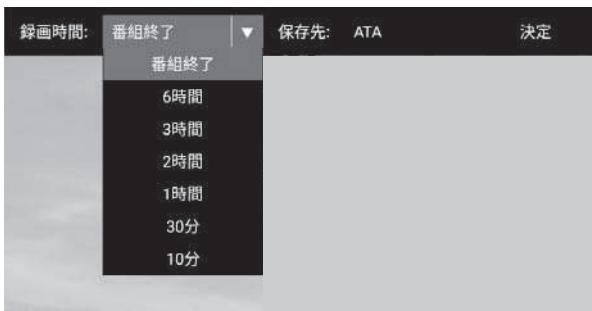 録画時間: 番組終了 ▼ 保存先: ATA 決定
番組終了
6時間
3時間
2時間
1時間
30分
10分